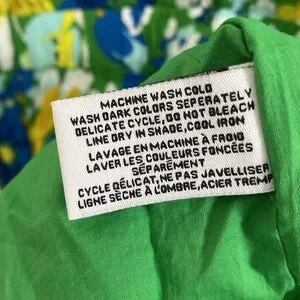 MACHINE WASH COLD
WASH DARK COLORS SEPERATELY
DELICATE CYCLE, DO NOT BLEACH
LINE DRY IN SHADE, COOL IRON
LAVAGE EN MACHINE À FROID
LAVER LES COULEURS FONCÉES
SÉPARÉMENT
CYCLE DÉLICAT, NE PAS JAVELLISER
LIGNE SÈCHE À L'OMBRE, ACIER TREMP